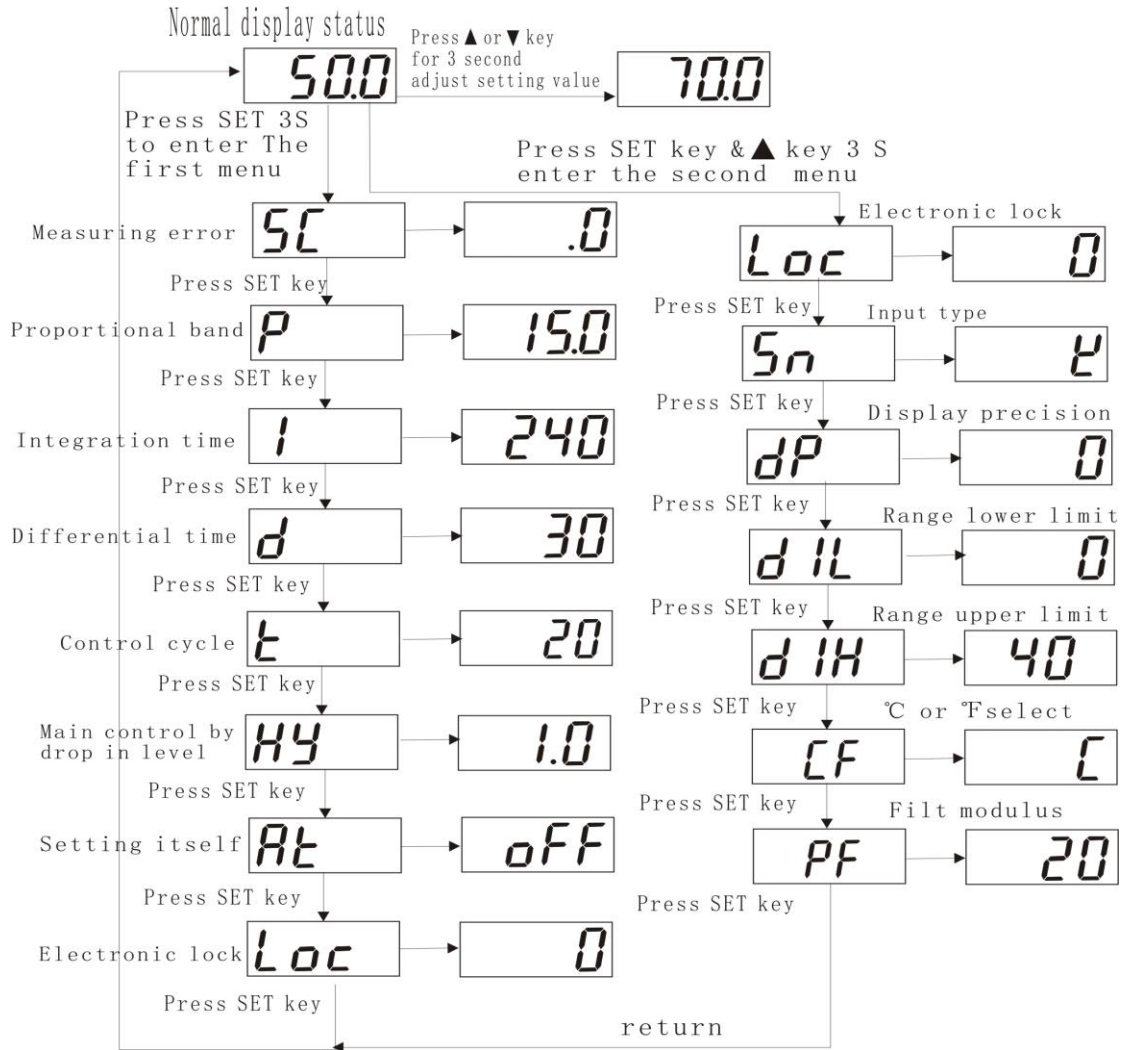 Normal display status
50.0
Press▲or▼key
for 3 second
adjust setting value
70.0
Press SET 3S
to enter The
first menu
Press SET key &▲ key 3 S
enter the second menu
Measuring error
SC
.0
Press SET key
Proportional band
P
15.0
Press SET key
Integration time
I
240
Press SET key
Differential time
d
30
Press SET key
Control cycle
t
20
Press SET key
Main control by
drop in level
HY
1.0
Press SET key
Setting itself
At
oFF
Press SET key
Electronic lock
Loc
0
Press SET key
Electronic lock
Loc
0
Press SET key
Input type
Sn
Press SET key
Display precision
dP
0
Press SET key
Range lower limit
dIL
0
Press SET key
Range upper limit
dIH
40
Press SET key
℃ or ℉select
CF
C
Press SET key
Filt modulus
PF
20
Press SET key
return